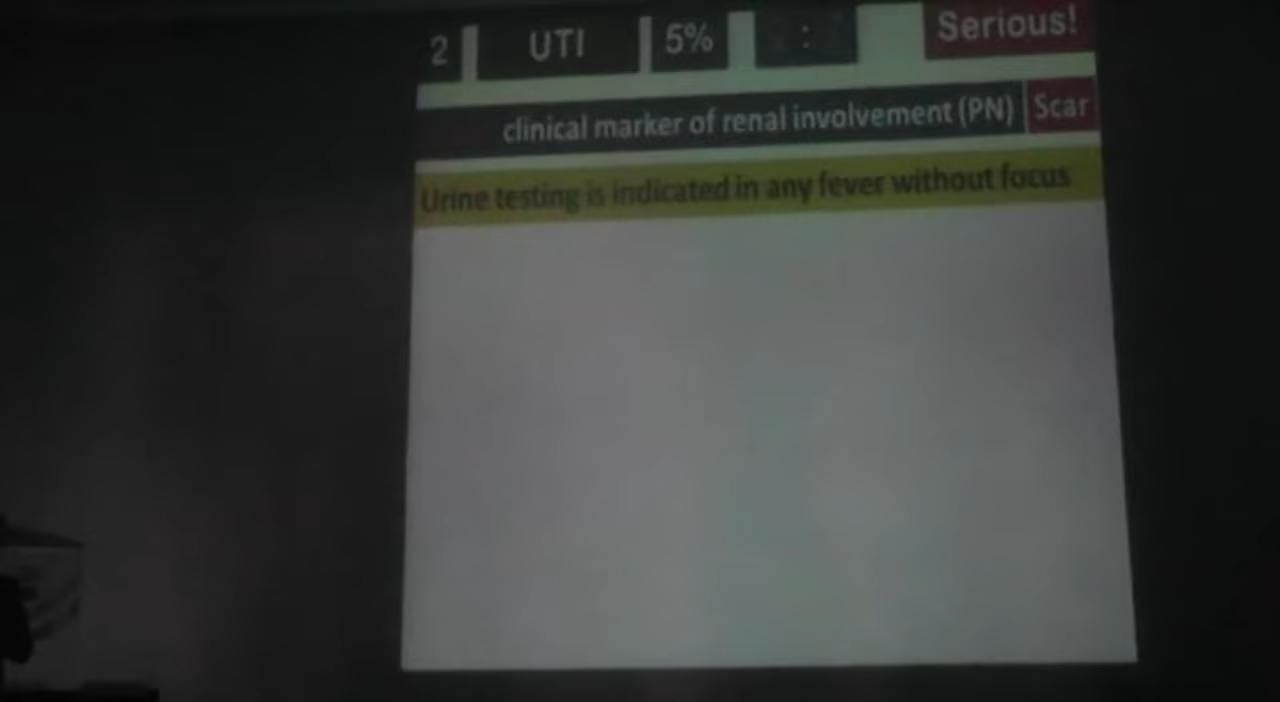 2 UTI 5% : Serious!
clinical marker of renal involvement (PN) Scar
Urine testing is indicated in any fever without focus